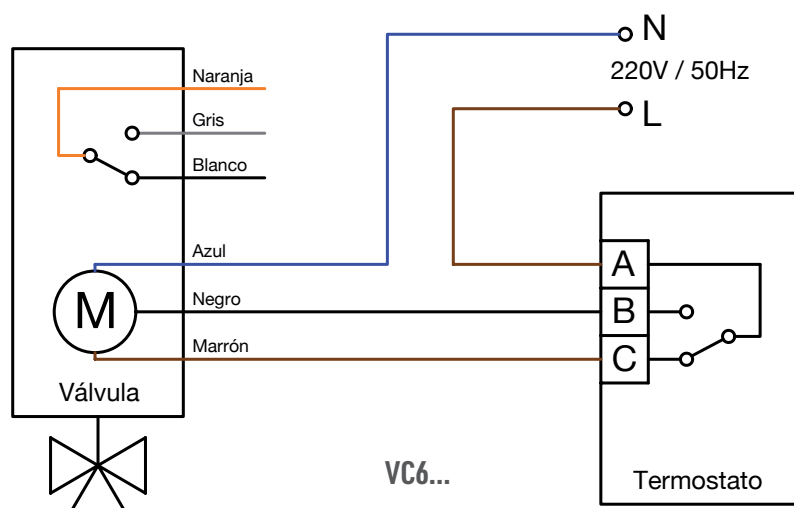 N
220V / 50Hz
L
Naranja
Gris
Blanco
Azul
Negro
Marrón
M
Válvula
A
B
C
VC6...
Termostato